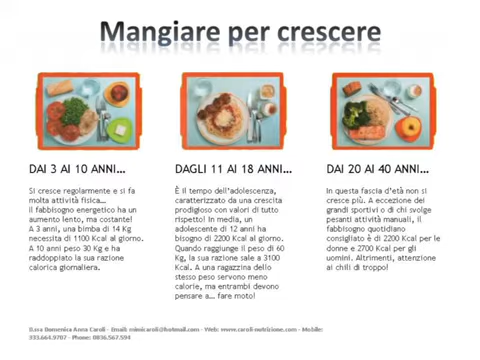 Mangiare per crescere
DAI 3 AI 10 ANNI...
Si cresce regolarmente e si fa
molta attività fisica...
Il fabbisogno energetico ha un
aumento lento, ma costante!
A 3 anni, una bimba di 14 Kg
necessita di 1100 Kcal al giorno.
A 10 anni peso 30 Kg e ha
raddoppiato la sua razione
calorica giornaliera.
DAGLI 11 AI 18 ANNI...
È il tempo dell'adolescenza,
caratterizzato da una crescita
prodigioso con valori di tutto
rispetto! In media, un
adolescente di 12 anni ha
bisogno di 2200 Kcal al giorno.
Quando raggiunge il peso di 60
Kg, la sua razione sale a 3100
Kcal. A una ragazzina dello
stesso peso servono meno
calorie, ma entrambi devono
pensare a... fare moto!
DAI 20 AI 40 ANNI...
In questa fascia d'età non si
cresce più. A eccezione dei
grandi sportivi o di chi svolge
pesanti attività manuali, il
fabbisogno quotidiano
consigliato è di 2200 Kcal per le
donne e 2700 Kcal per gli
uomini. Altrimenti, attenzione
ai chili di troppo!
D.ssa Domenica Anna Caroli - Email: mimicaroli@hotmail.com - Web: www.caroli-nutrizione.com - Mobile:
333.664.9707 - Phone: 0836.567.594